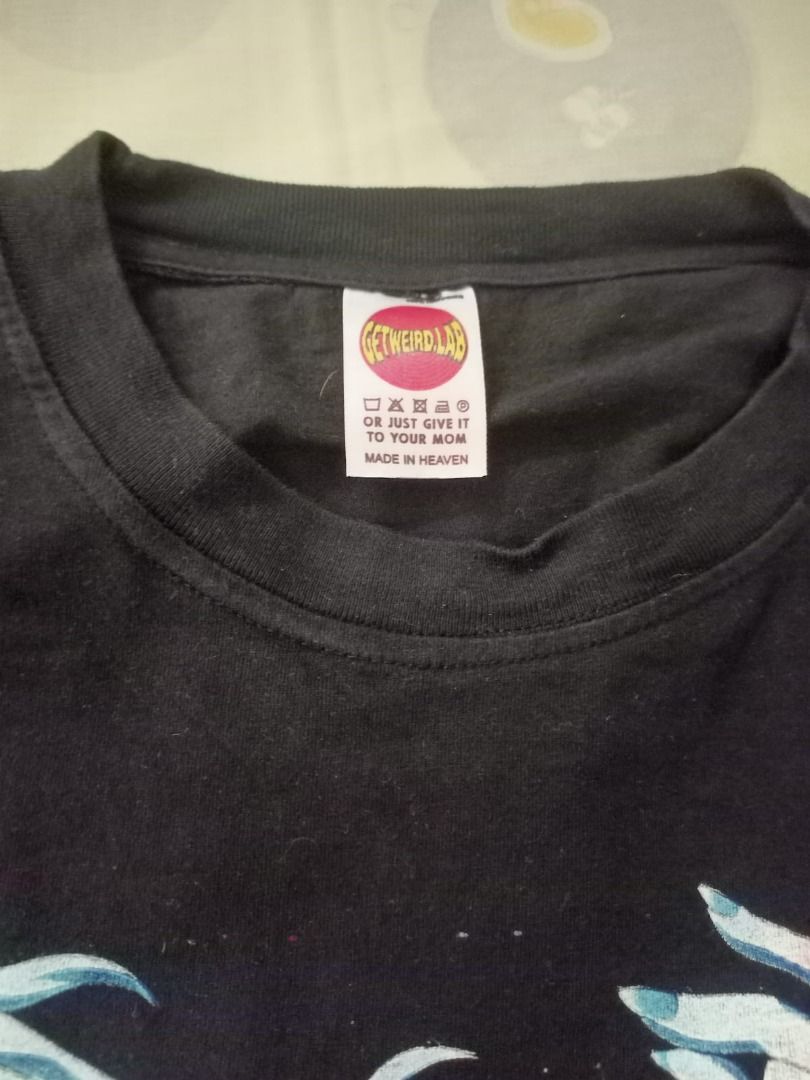 GETWEIRD.LAB
OR JUST GIVE IT
TO YOUR MOM
MADE IN HEAVEN